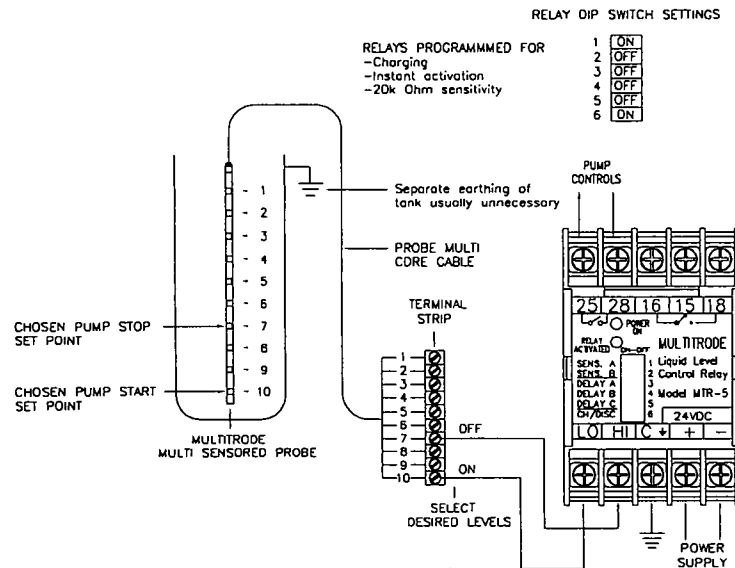 RELAY DIP SWITCH SETTINGS
RELAYS PROGRAMMMED FOR
-Charging
-Instant activation
-20k Ohm sensitivity
1 ON
2 OFF
3 OFF
4 OFF
5 OFF
6 ON
PUMP
CONTROLS
Separate earthing of
tank usually unnecessary
PROBE MULTI
CORE CABLE
- 1
- 2
- 3
- 4
- 5
- 6
- 7
- 8
- 9
- 10
CHOSEN PUMP STOP
SET POINT
CHOSEN PUMP START
SET POINT
MULTITRODE
MULTI SENSORED PROBE
TERMINAL
STRIP
1
2
3
4
5
6
7
8
9
10
OFF
ON
SELECT
DESIRED LEVELS
25 28 16 15 18
POWER
ON
RELAY
ACTIVATED
ON-OFF
MULTITRODE
SENS. A 1 Liquid Level
SENS. B 2 Control Relay
DELAY A 3
DELAY B 4 Model MTR-5
DELAY C 5
CH/DISC 6 24VDC
LO HI C + -
POWER
SUPPLY